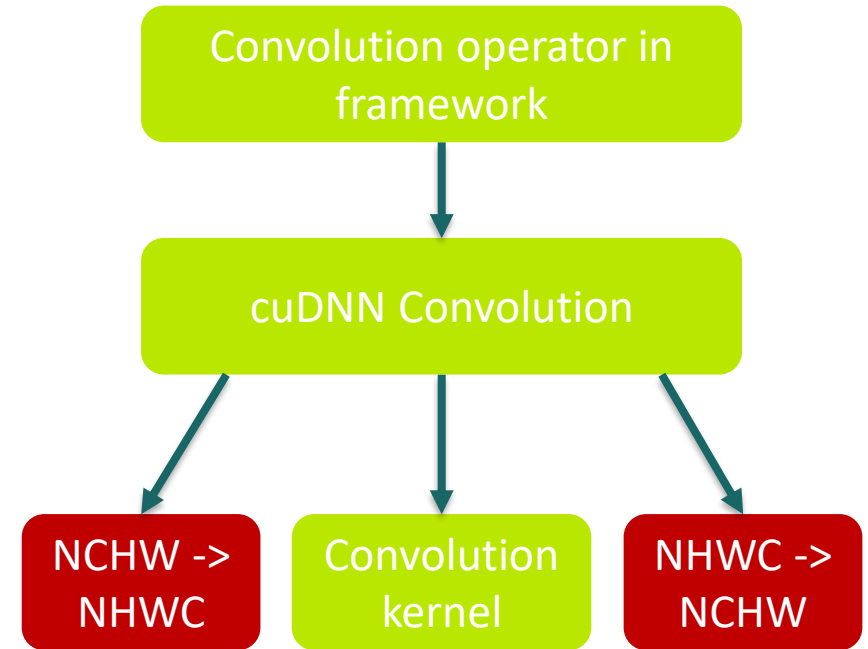 Convolution operator in
framework
cuDNN Convolution
NCHW ->
NHWC
Convolution
kernel
NHWC ->
NCHW